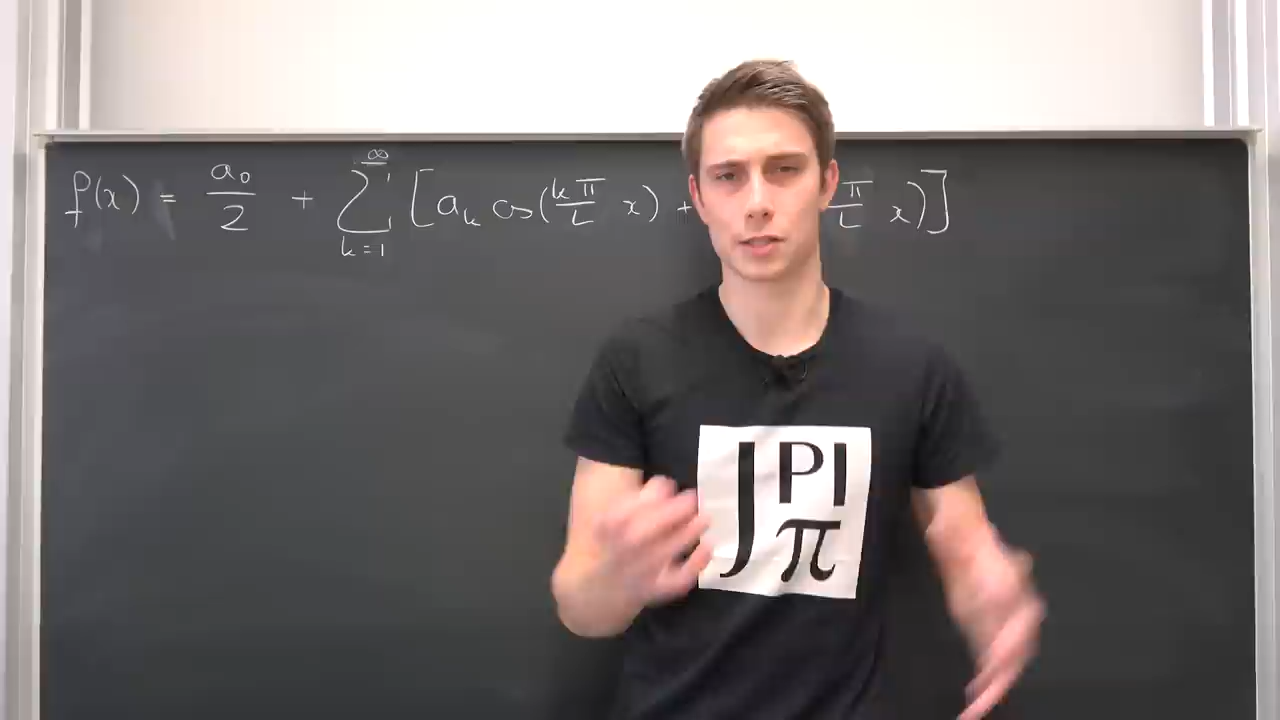 f(x) = a₀/2 + ∞∑k=1 [aₖ cos(kπ/L x) + π/L x)]
∫ PI π